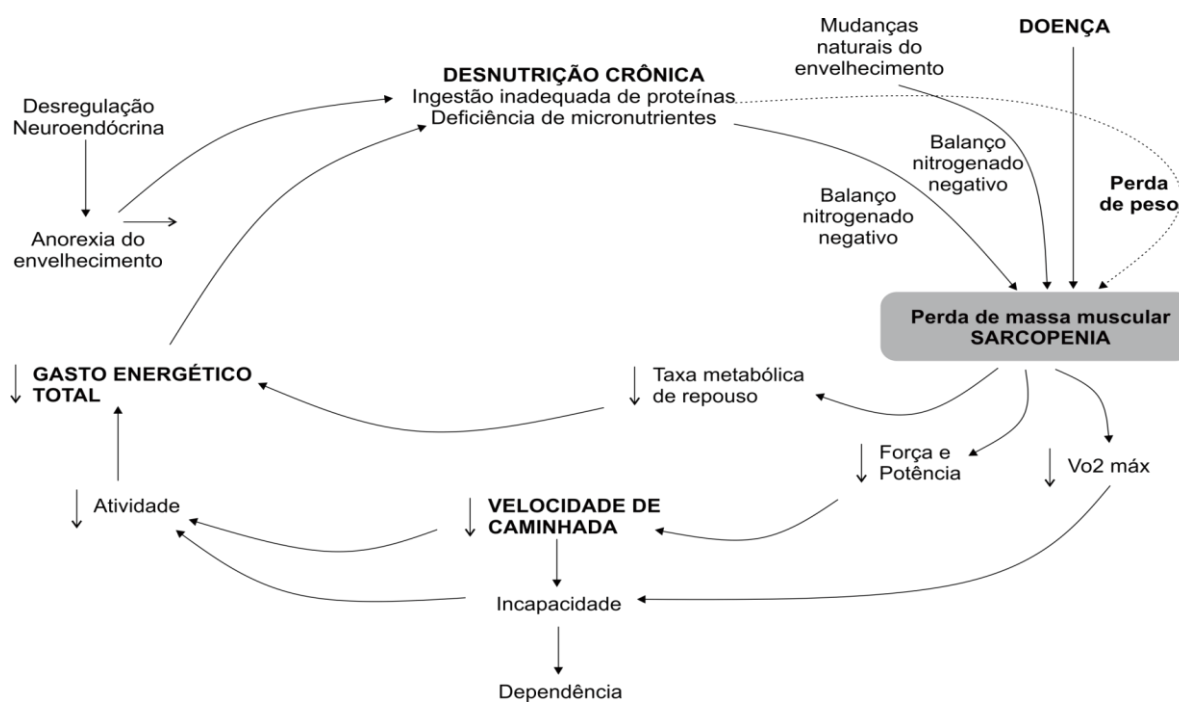 Mudanças
naturais do
envelhecimento
DOENÇA
DESNUTRIÇÃO CRÔNICA
Ingestão inadequada de proteínas
Deficiência de micronutrientes
Desregulação
Neuroendócrina
Balanço
nitrogenado
negativo
Perda
de peso
Balanço
nitrogenado
negativo
Anorexia do
envelhecimento
Perda de massa muscular
SARCOPENIA
GASTO ENERGÉTICO
TOTAL
Taxa metabólica
de repouso
Força e
Potência
Vo2 máx
Atividade
VELOCIDADE DE
CAMINHADA
Incapacidade
Dependência